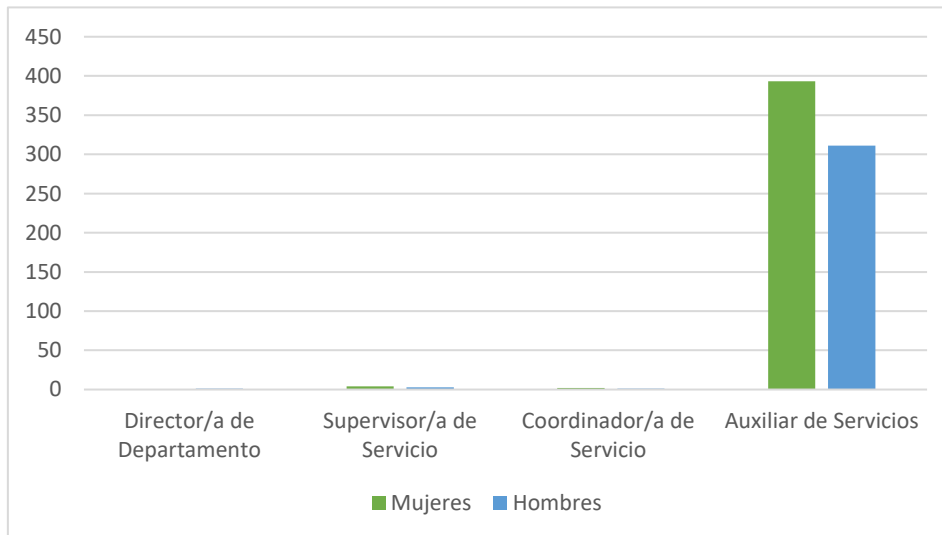 450
400
350
300
250
200
150
100
50
0
Director/a de
Departamento
Supervisor/a de
Servicio
Coordinador/a de
Servicio
Auxiliar de Servicios
Mujeres
Hombres